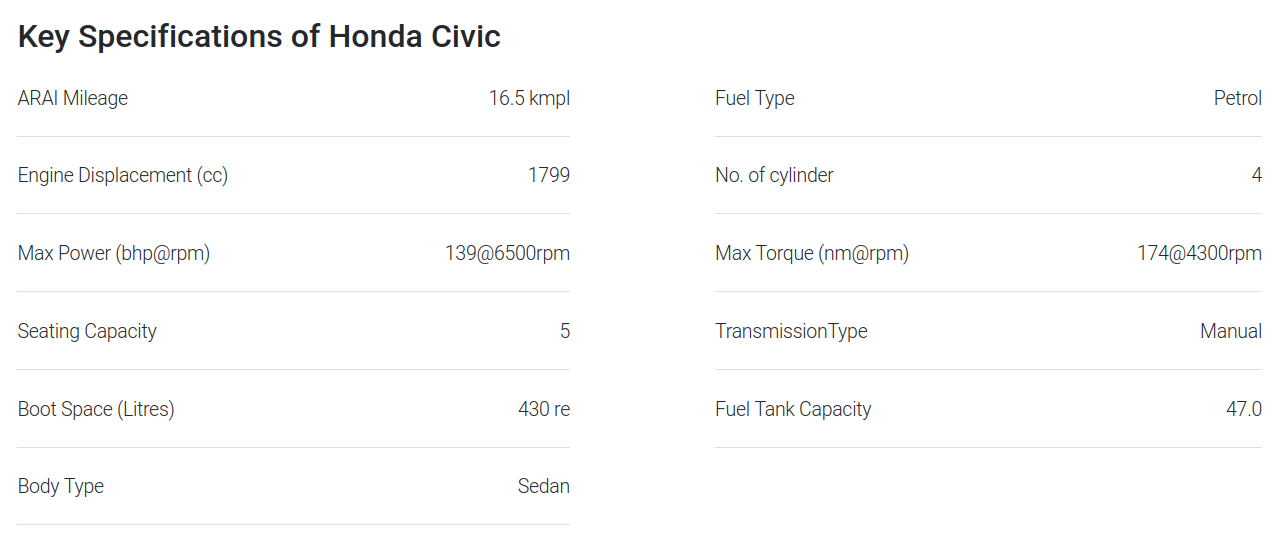 Key Specifications of Honda Civic
ARAI Mileage 16.5 kmpl Fuel Type Petrol
Engine Displacement (cc) 1799 No. of cylinder 4
Max Power (bhp@rpm) 139@6500rpm Max Torque (nm@rpm) 174@4300rpm
Seating Capacity 5 TransmissionType Manual
Boot Space (Litres) 430 re Fuel Tank Capacity 47.0
Body Type Sedan